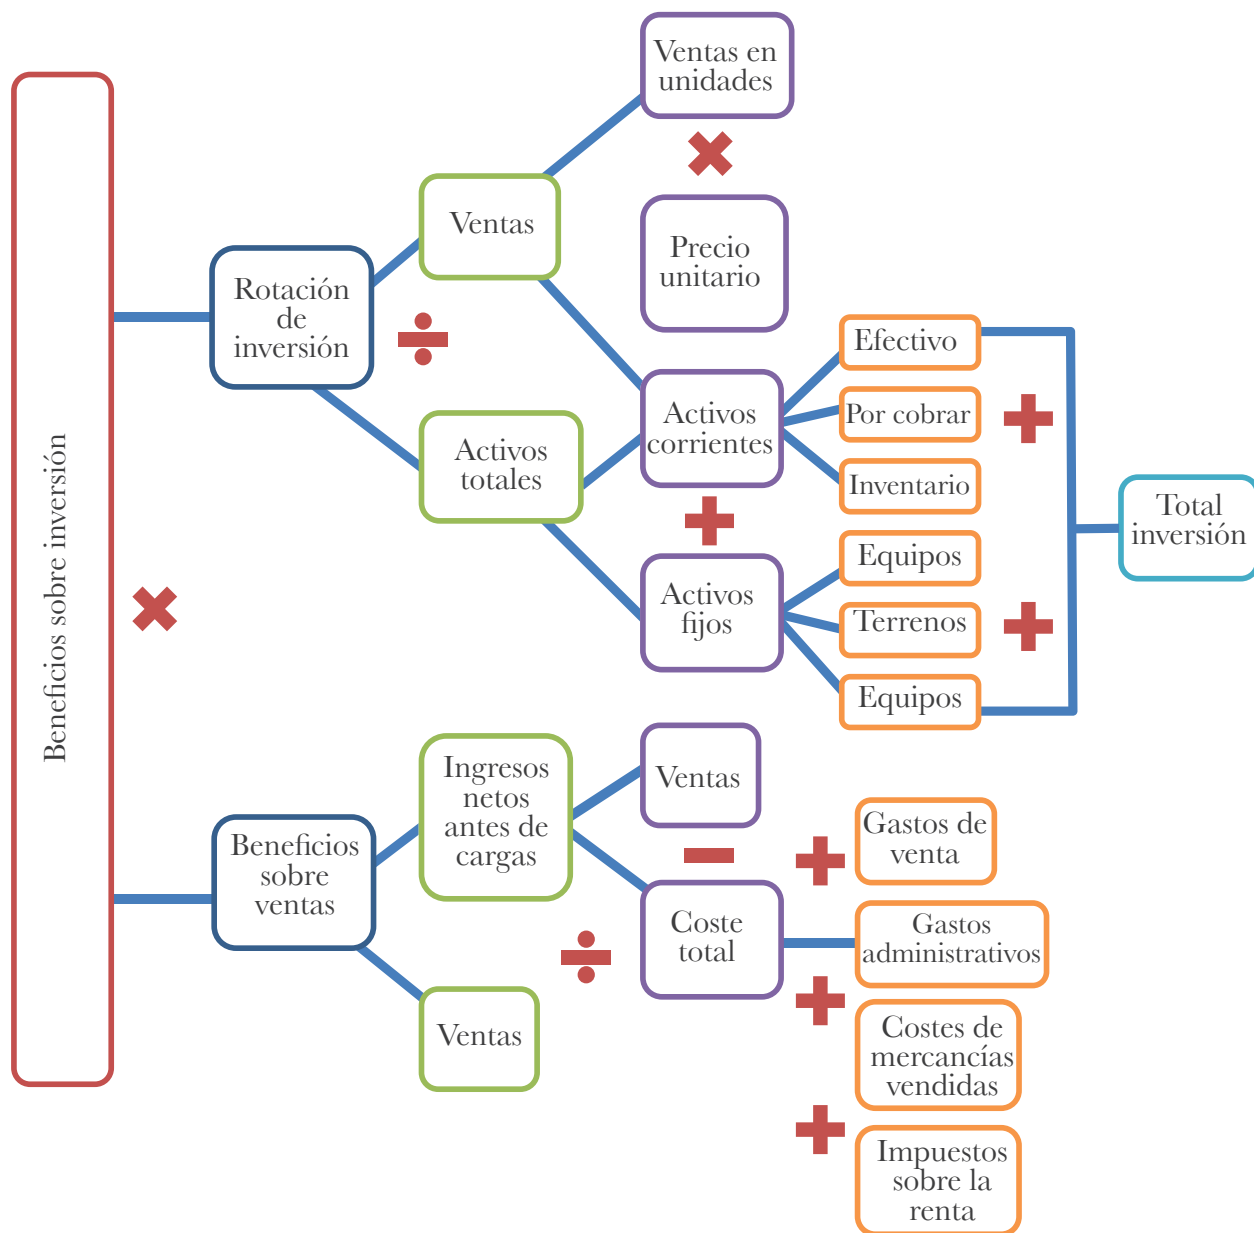 Beneficios sobre inversión
Rotación
de
inversión
Ventas
Ventas en
unidades
Precio
unitario
Activos
totales
Activos
corrientes
Efectivo
Por cobrar
Inventario
Activos
fijos
Equipos
Terrenos
Equipos
Total
inversión
Beneficios
sobre
ventas
Ingresos
netos
antes de
cargas
Ventas
Coste
total
Gastos de
venta
Gastos
administrativos
Costes de
mercancías
vendidas
Impuestos
sobre la
renta
Ventas